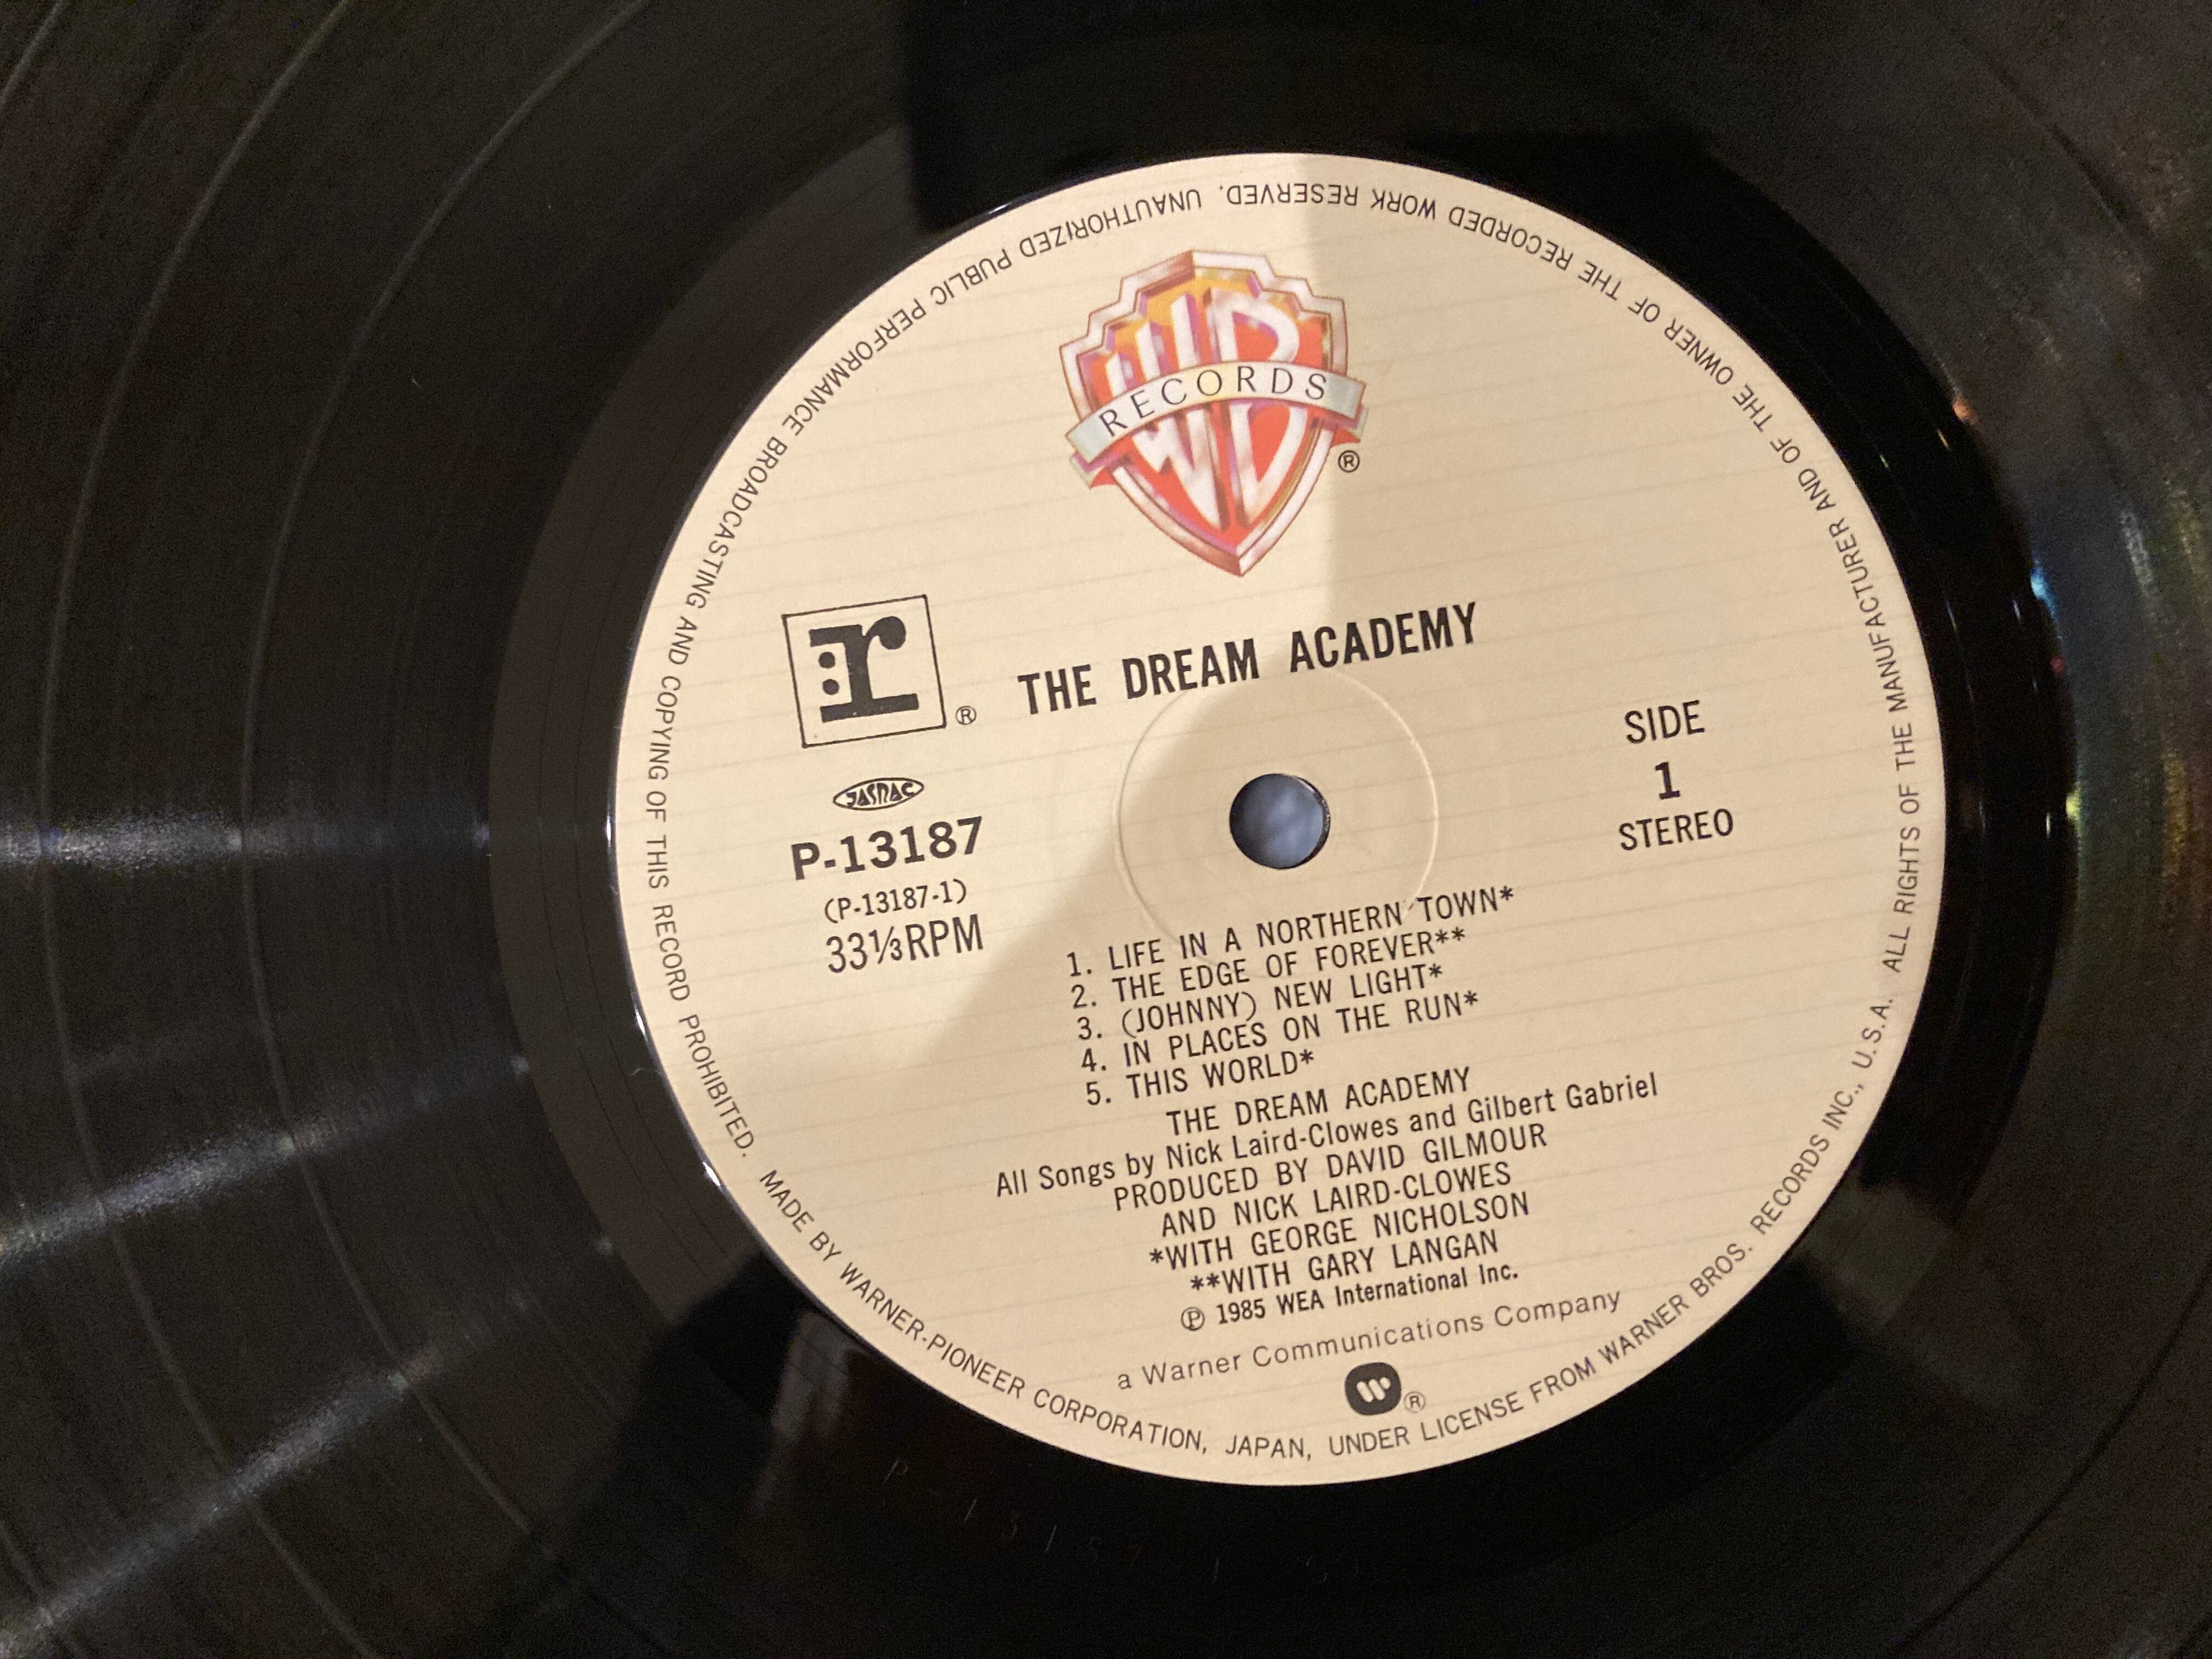 WB
RECORDS
®
r
®
THE DREAM ACADEMY
JASRAC
P-13187
(P-13187-1)
33⅓RPM
SIDE
1
STEREO
1. LIFE IN A NORTHERN TOWN*
2. THE EDGE OF FOREVER**
3. (JOHNNY) NEW LIGHT*
4. IN PLACES ON THE RUN*
5. THIS WORLD*
THE DREAM ACADEMY
All Songs by Nick Laird-Clowes and Gilbert Gabriel
PRODUCED BY DAVID GILMOUR
AND NICK LAIRD-CLOWES
*WITH GEORGE NICHOLSON
**WITH GARY LANGAN
℗ 1985 WEA International Inc.
a Warner Communications Company
W ®
MADE BY WARNER-PIONEER CORPORATION, JAPAN, UNDER LICENSE FROM WARNER BROS. RECORDS INC., U.S.A. ALL RIGHTS OF THE MANUFACTURER AND OF THE OWNER OF THE RECORDED WORK RESERVED. UNAUTHORIZED PUBLIC PERFORMANCE BROADCASTING AND COPYING OF THIS RECORD PROHIBITED.